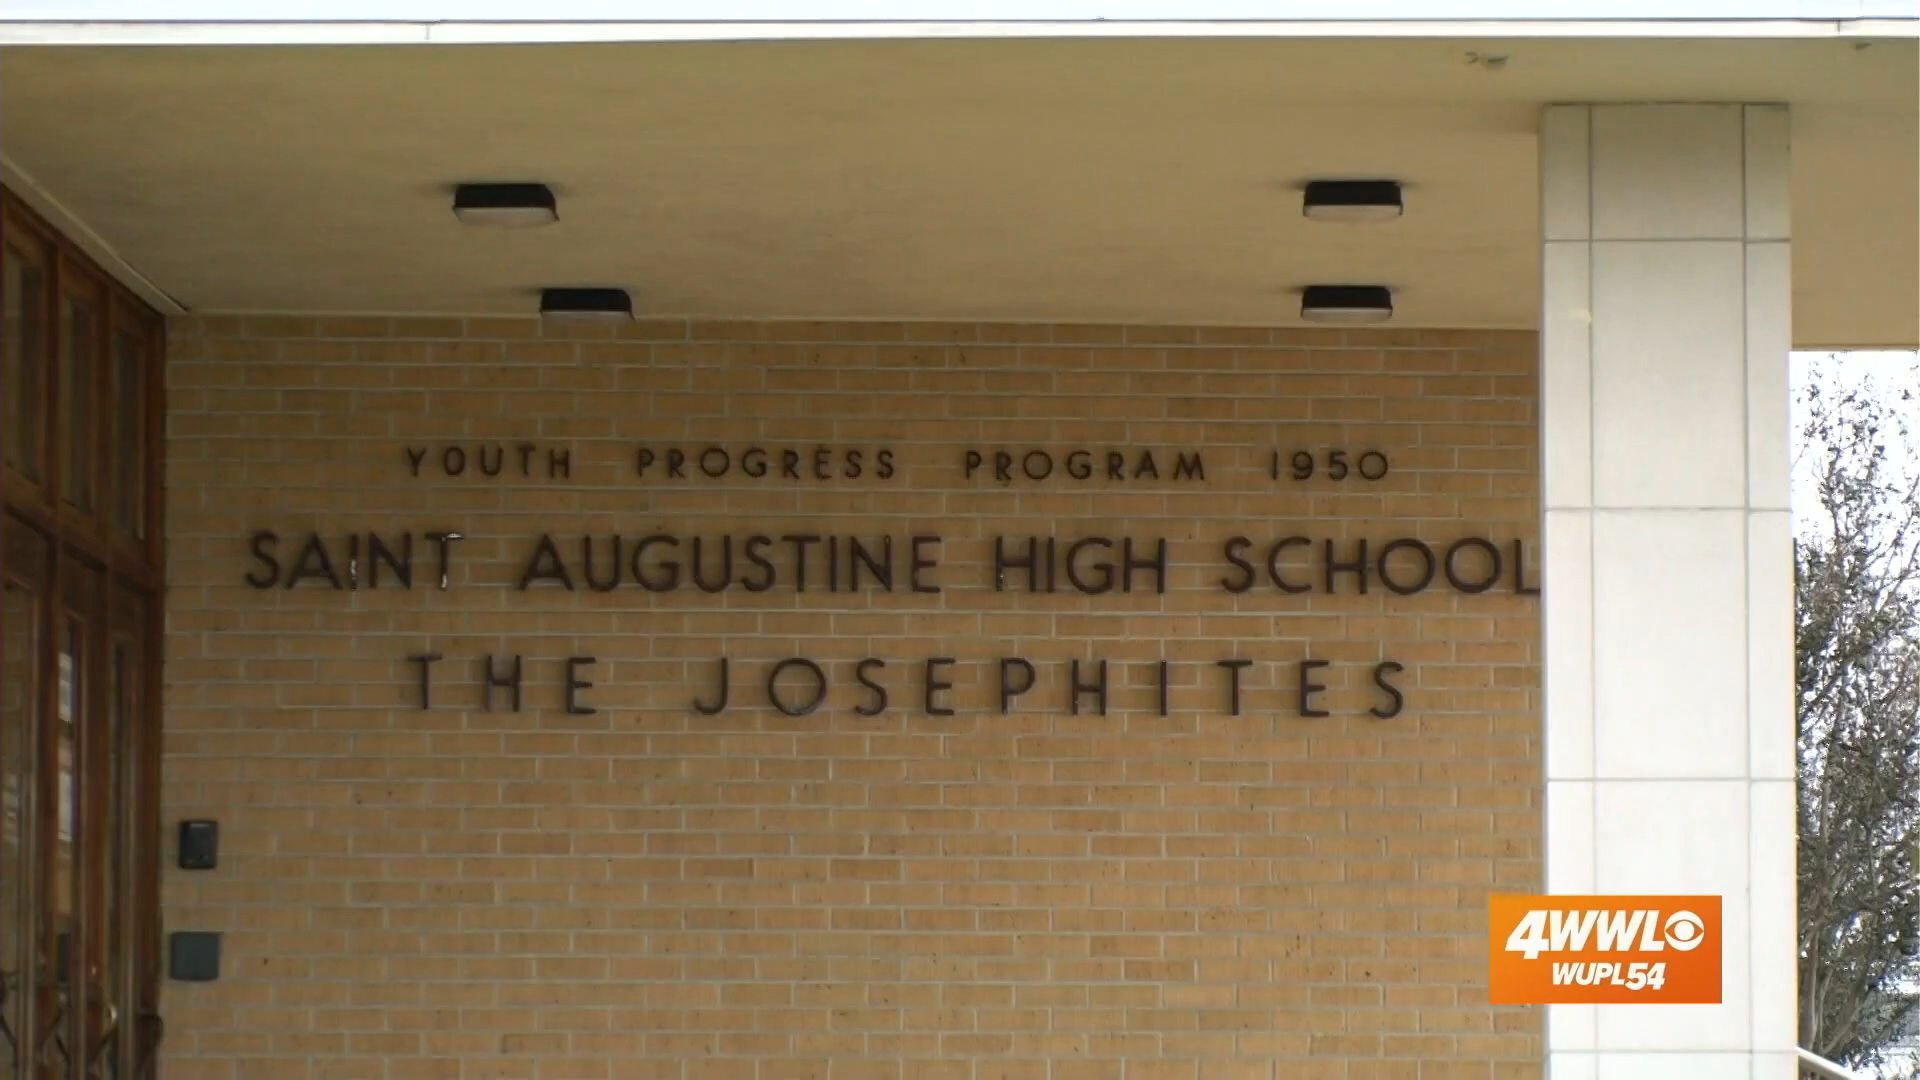 YOUTH PROGRESS PROGRAM 1950
SAINT AUGUSTINE HIGH SCHOOL
THE JOSEPHITES
4WWL
WUPL54